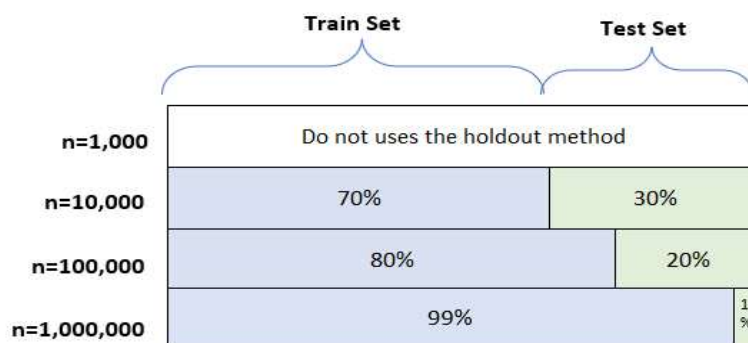 Train Set
Test Set
n=1,000
Do not uses the holdout method
n=10,000
70%
30%
n=100,000
80%
20%
n=1,000,000
99%
1
%